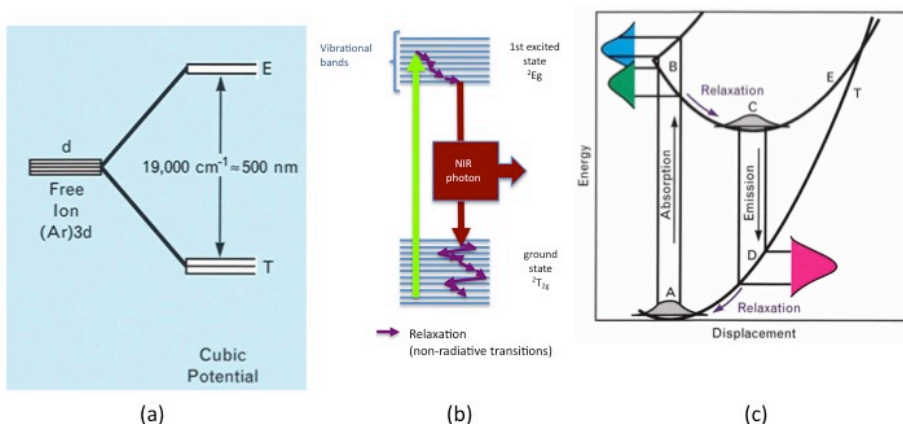 d
Free
Ion
(Ar)3d
E
19,000 cm⁻¹≈500 nm
T
Cubic
Potential
(a)
Vibrational
bands
1st excited
state
²Eg
NIR
photon
ground
state
²T₂g
Relaxation
(non-radiative transitions)
(b)
Energy
B
Relaxation
C
E
T
Absorption
Emission
D
A
Relaxation
Displacement
(c)